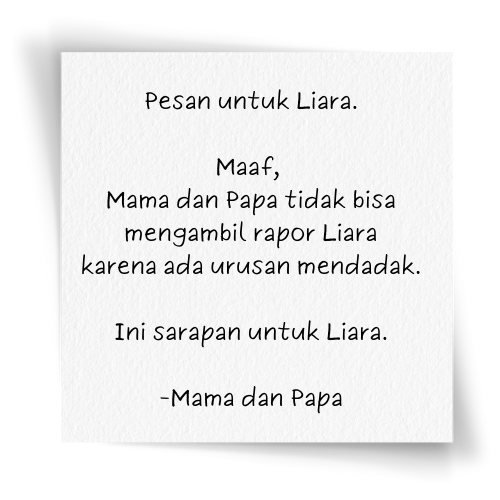 Pesan untuk Liara.
Maaf,
Mama dan Papa tidak bisa
mengambil rapor Liara
karena ada urusan mendadak.
Ini sarapan untuk Liara.
-Mama dan Papa